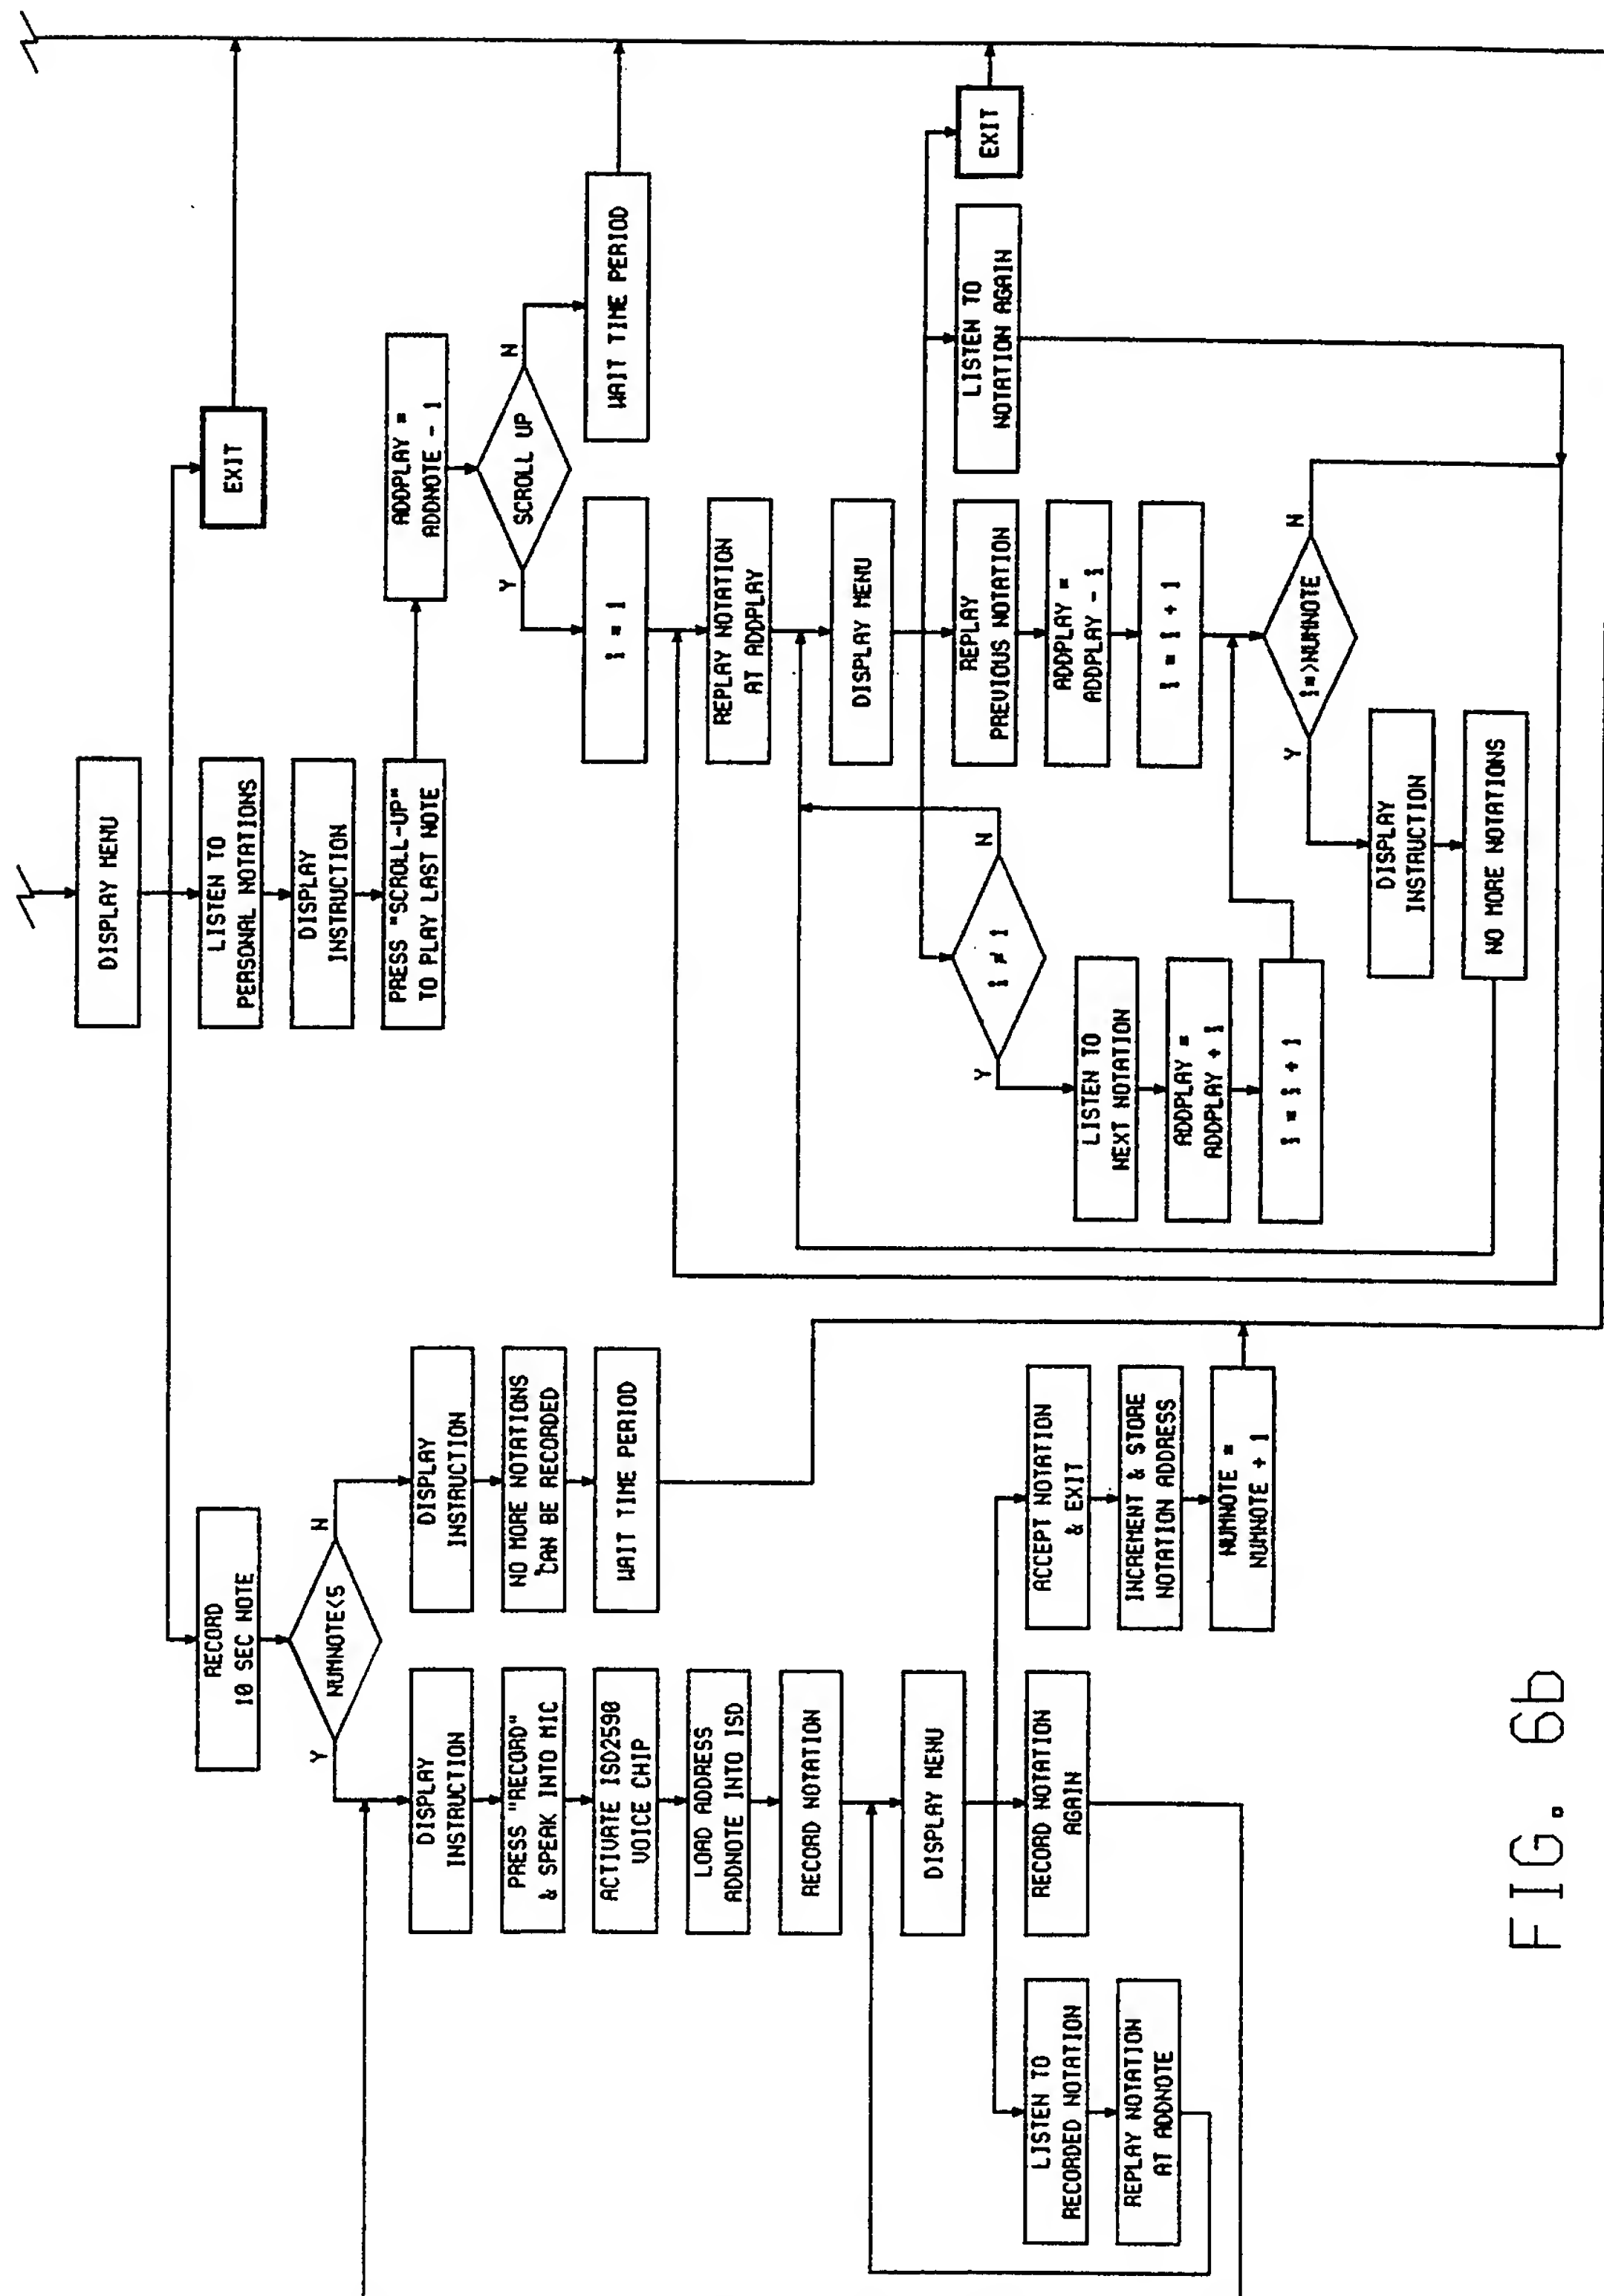 DISPLAY MENU
RECORD
10 SEC NOTE
LISTEN TO
PERSONAL NOTATIONS
EXIT
NUMNOTE<5
Y
N
DISPLAY
INSTRUCTION
PRESS "SCROLL-UP"
TO PLAY LAST NOTE
ADDPLAY =
ADDNOTE - 1
SCROLL UP
Y
N
WAIT TIME PERIOD
DISPLAY
INSTRUCTION
PRESS "RECORD"
& SPEAK INTO MIC
ACTIVATE ISD2590
VOICE CHIP
LOAD ADDRESS
ADDNOTE INTO ISD
RECORD NOTATION
DISPLAY
INSTRUCTION
NO MORE NOTATIONS
CAN BE RECORDED
WAIT TIME PERIOD
DISPLAY MENU
LISTEN TO
RECORDED NOTATION
REPLAY NOTATION
AT ADDNOTE
RECORD NOTATION
AGAIN
ACCEPT NOTATION
& EXIT
INCREMENT & STORE
NOTATION ADDRESS
NUMNOTE =
NUMNOTE + 1
i = 1
REPLAY NOTATION
AT ADDPLAY
DISPLAY MENU
i ≠ 1
Y
N
LISTEN TO
NEXT NOTATION
ADDPLAY =
ADDPLAY + i
i = i + 1
REPLAY
PREVIOUS NOTATION
ADDPLAY =
ADDPLAY - i
i = i + 1
i=>NUMNOTE
Y
N
DISPLAY
INSTRUCTION
NO MORE NOTATIONS
LISTEN TO
NOTATION AGAIN
EXIT
FIG. 6b